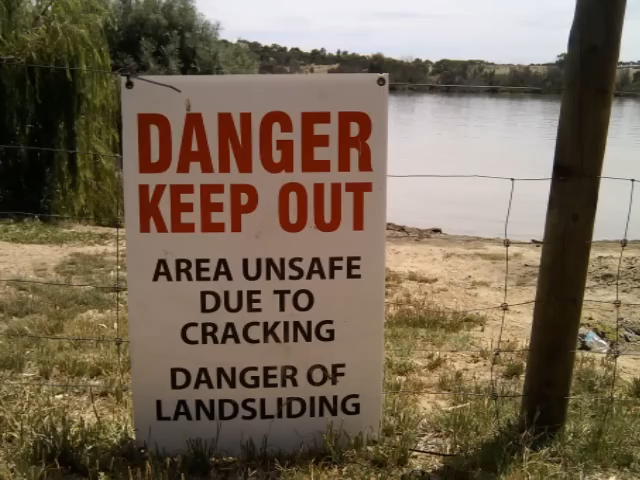 DANGER
KEEP OUT
AREA UNSAFE
DUE TO
CRACKING
DANGER OF
LANDSLIDING